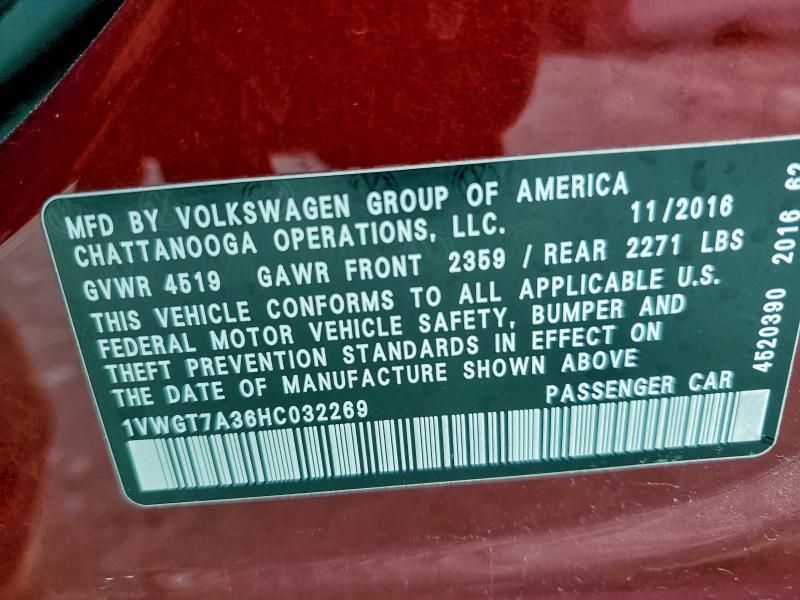 MFD BY VOLKSWAGEN GROUP OF AMERICA
CHATTANOOGA OPERATIONS, LLC. 11/2016
GVWR 4519 GAWR FRONT 2359 / REAR 2271 LBS
THIS VEHICLE CONFORMS TO ALL APPLICABLE U.S.
FEDERAL MOTOR VEHICLE SAFETY, BUMPER AND
THEFT PREVENTION STANDARDS IN EFFECT ON
THE DATE OF MANUFACTURE SHOWN ABOVE
1VWGT7A36HC032269 PASSENGER CAR
4520390 2016 62